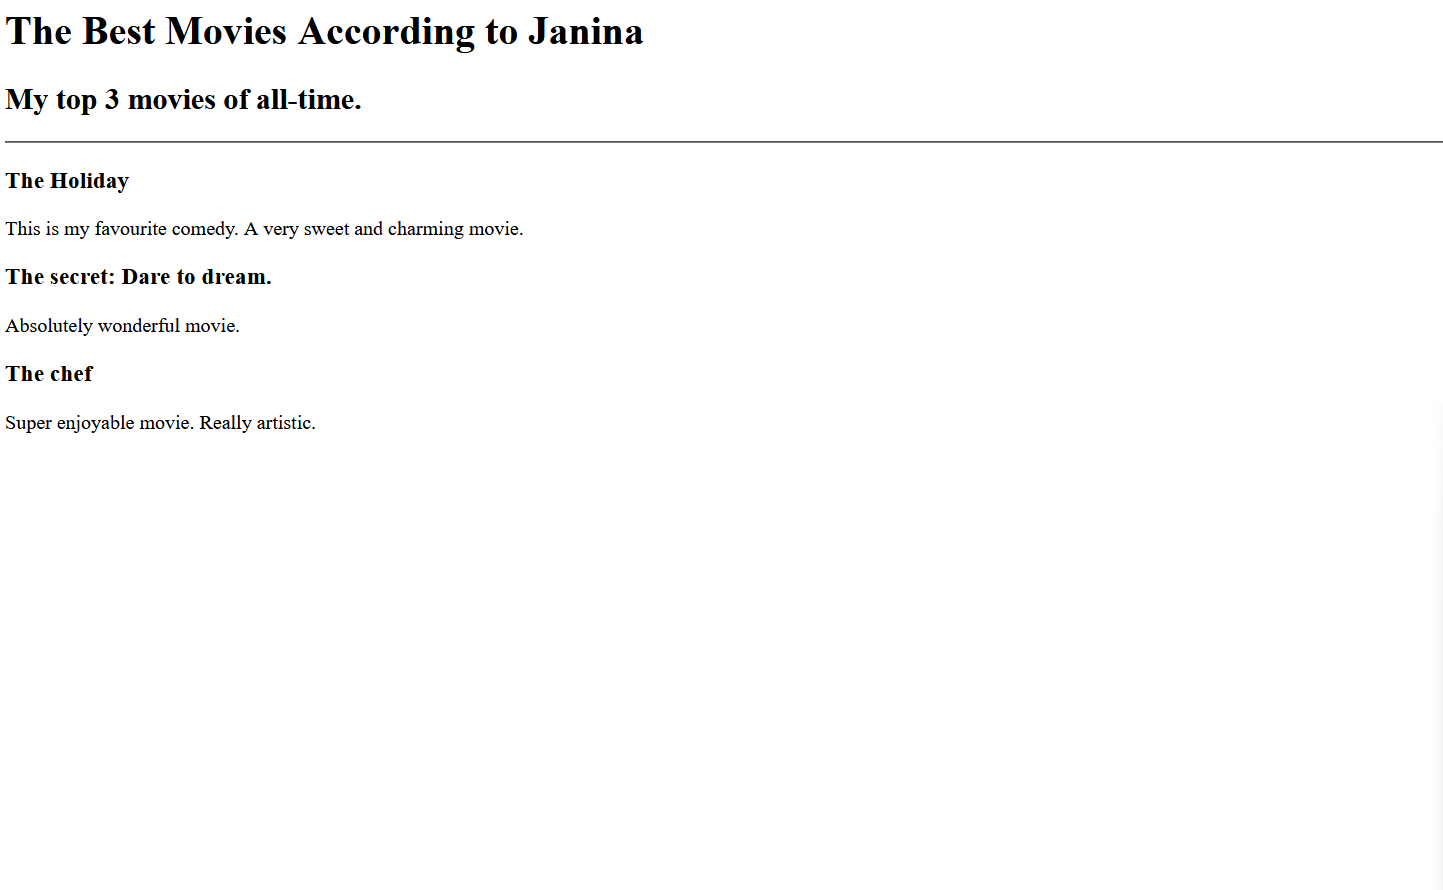 The Best Movies According to Janina
My top 3 movies of all-time.
The Holiday
This is my favourite comedy. A very sweet and charming movie.
The secret: Dare to dream.
Absolutely wonderful movie.
The chef
Super enjoyable movie. Really artistic.